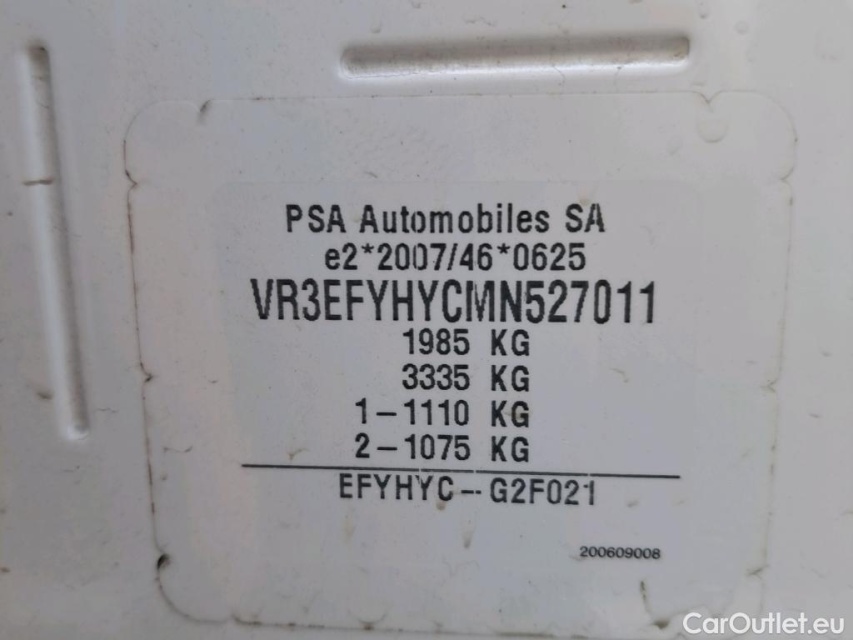 PSA Automobiles SA
e2*2007/46*0625
VR3EFYHYCMN527011
1985 KG
3335 KG
1-1110 KG
2-1075 KG
EFYHYC-- G2F021
200609008
CarOutlet.eu